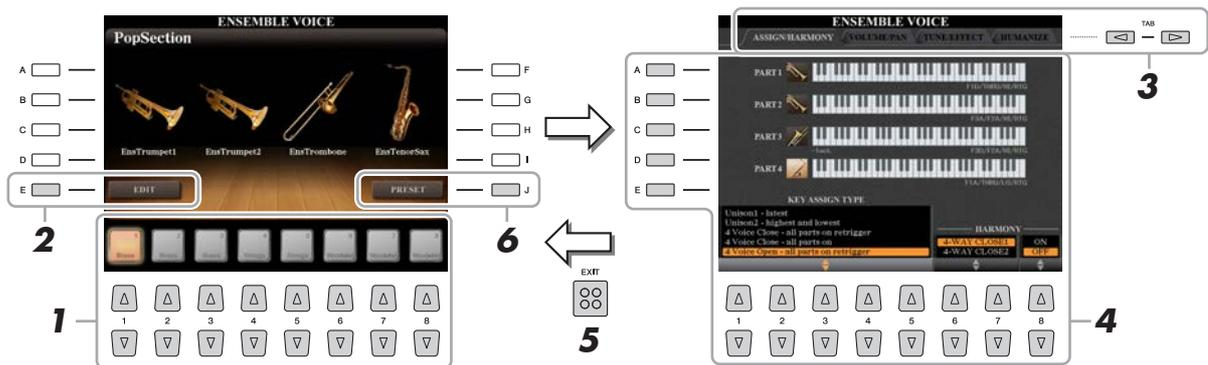 ENSEMBLE VOICE
PopSection
A
B
C
D
E
F
G
H
I
J
EnsTrumpet1
EnsTrumpet2
EnsTrombone
EnsTenorSax
EDIT
PRESET
2
6
1 2 3 4 5 6 7 8
1
EXIT
5
ENSEMBLE VOICE
ASSIGN/HARMONY
VOLUME/PAN
TUNE/EFFECT
HUMANIZE
TAB
3
A
B
C
D
E
PART 1
PART 2
PART 3
PART 4
KEY ASSIGN TYPE
Unison1 - latest
Unison2 - highest and lowest
4 Voice Close - all parts on retrigger
4 Voice Close - all parts on
4 Voice Open - all parts on retrigger
HARMONY
4-WAY CLOSE1
4-WAY CLOSE2
ON
OFF
1 2 3 4 5 6 7 8
4